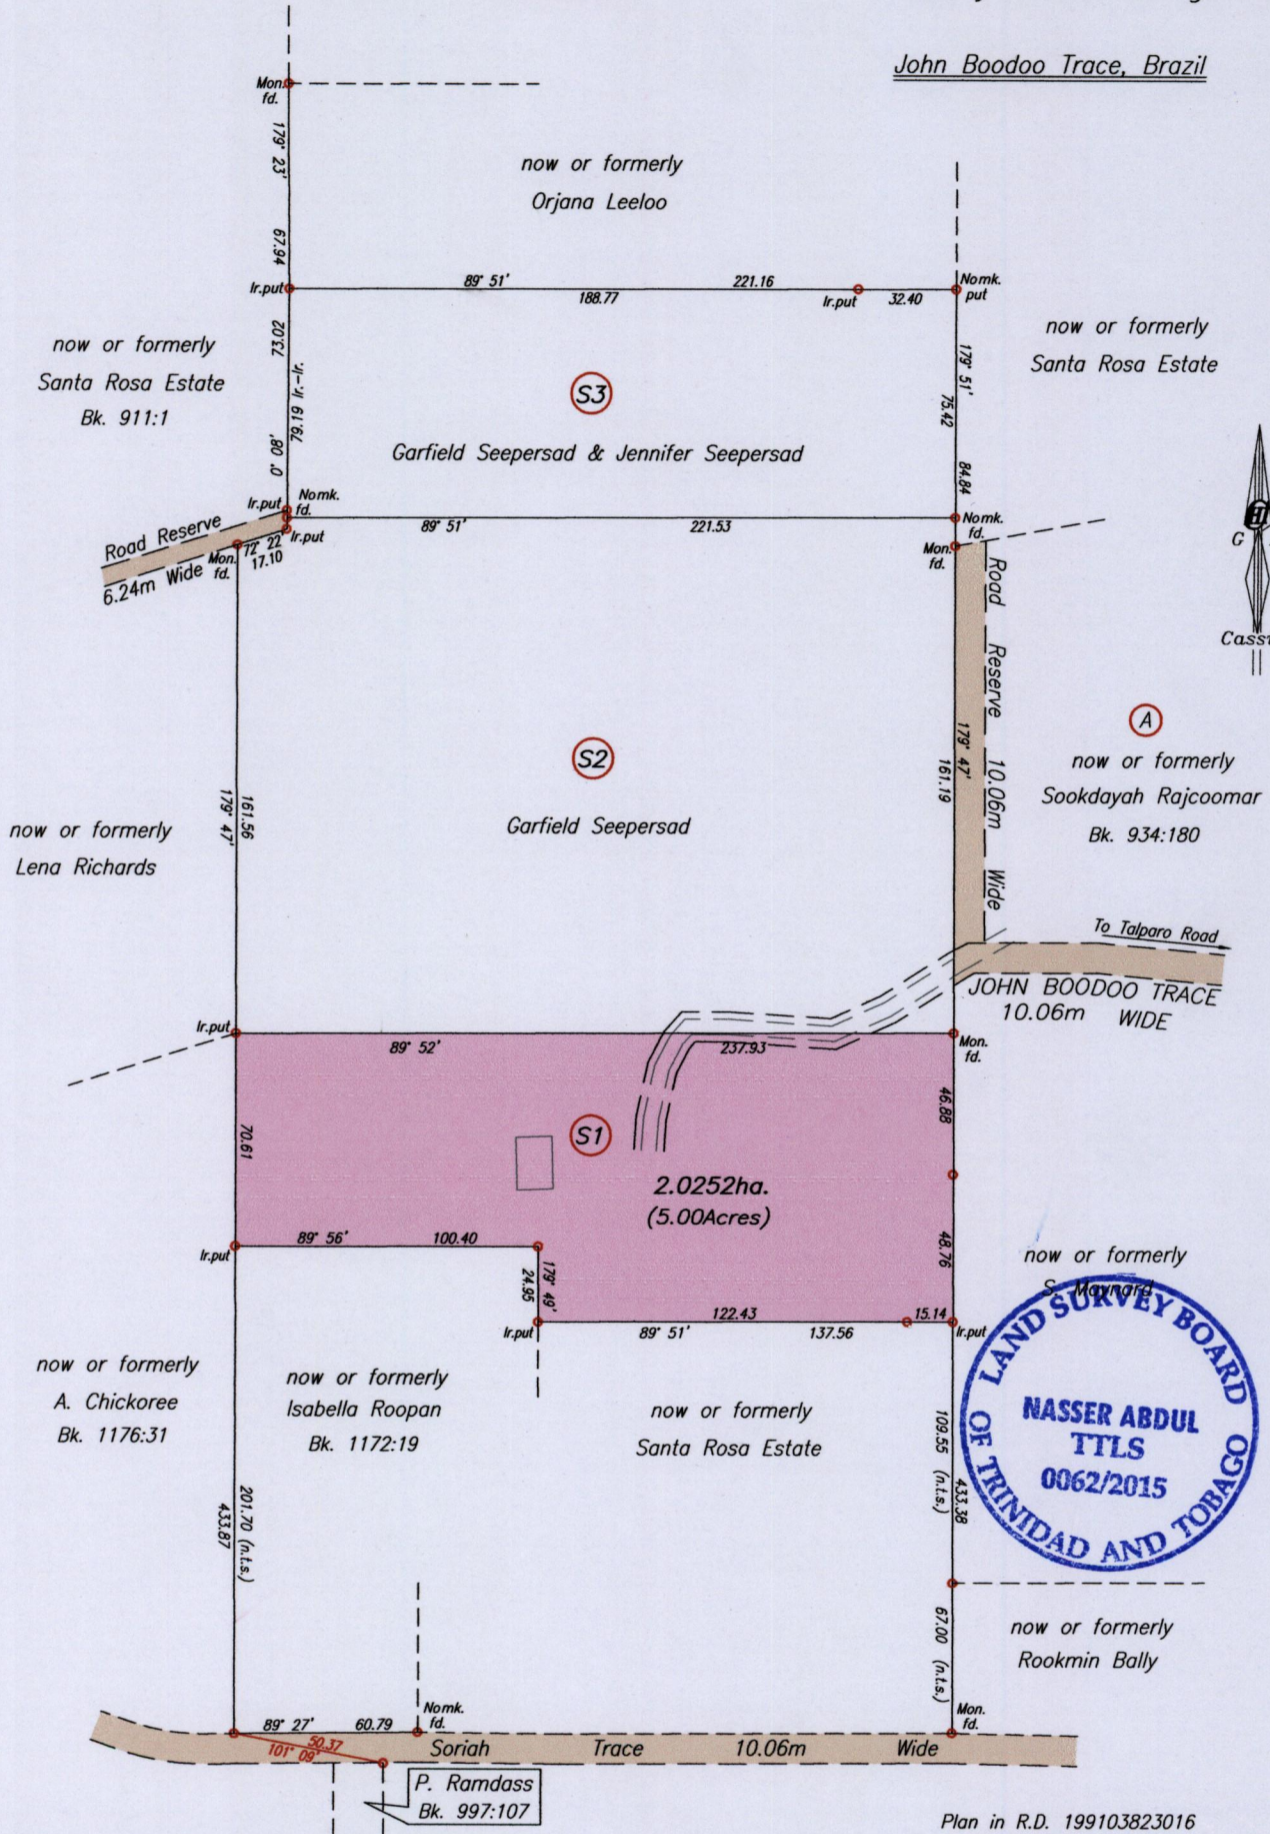 John Boodoo Trace, Brazil
Mon.
fd.
179° 23'
67.94
now or formerly
Orjana Leeloo
Ir.put
89° 51'
221.16
188.77
Ir.put
32.40
Nomk.
put
now or formerly
Santa Rosa Estate
Bk. 911:1
73.20
79.19 Ir.-Ir.
0° 08'
S3
Garfield Seepersad & Jennifer Seepersad
179° 51'
75.42
84.84
now or formerly
Santa Rosa Estate
G
Ir.put
Nomk.
fd.
89° 51'
221.53
Nomk.
fd.
Ir.put
Road Reserve
6.24m Wide
Mon.
fd.
72° 22'
17.10
Mon.
fd.
Road Reserve 10.06m Wide
A
now or formerly
Sookdayah Rajcoomar
Bk. 934:180
S2
Garfield Seepersad
179° 47'
161.19
161.56
179° 47'
now or formerly
Lena Richards
To Talparo Road
JOHN BOODOO TRACE
10.06m WIDE
Ir.put
89° 52'
237.93
Mon.
fd.
46.88
70.61
S1
2.0252ha.
(5.00Acres)
48.76
Ir.put
89° 56'
100.40
179° 49'
24.95
Ir.put
122.43
15.14
89° 51'
137.56
Ir.put
now or formerly
S. Maynard
LAND SURVEY BOARD
OF TRINIDAD AND TOBAGO
NASSER ABDUL
TTLS
0062/2015
now or formerly
A. Chickoree
Bk. 1176:31
now or formerly
Isabella Roopan
Bk. 1172:19
now or formerly
Santa Rosa Estate
109.55 (n.t.s.)
433.38
201.70 (n.t.s.)
433.87
67.00 (n.t.s.)
now or formerly
Rookmin Bally
Mon.
fd.
89° 27'
60.79
Nomk.
fd.
50.37
101° 09'
Soriah Trace 10.06m Wide
P. Ramdass
Bk. 997:107
Plan in R.D. 199103823016